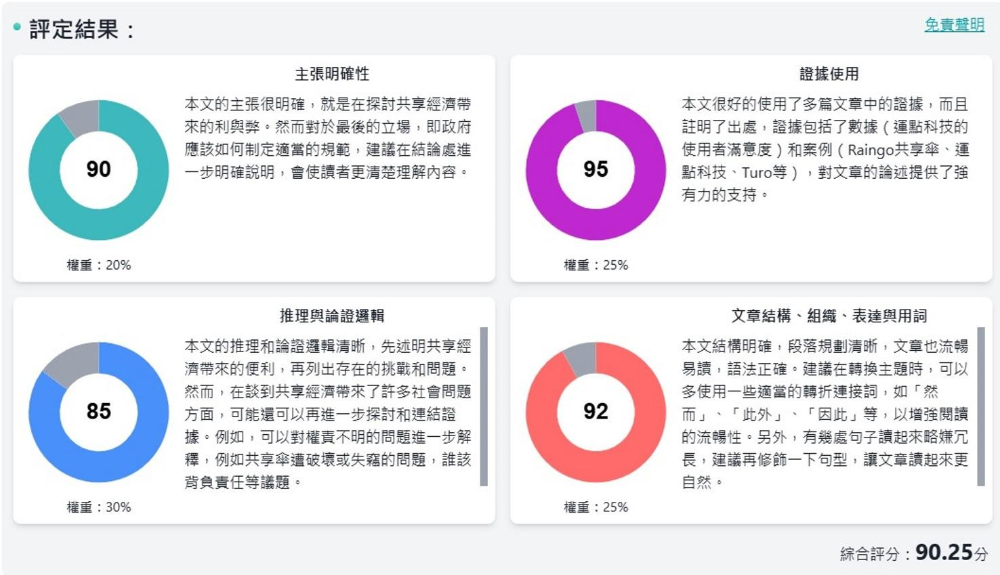 評定結果：
免責聲明
主張明確性
本文的主張很明確，就是在探討共享經濟帶
來的利與弊。然而對於最後的立場，即政府
應該如何制定適當的規範，建議在結論處進
一步明確說明，會使讀者更清楚理解內容。
90
權重：20%
證據使用
本文很好的使用了多篇文章中的證據，而且
註明了出處，證據包括了數據（運點科技的
使用者滿意度）和案例（Raingo共享傘、運
點科技、Turo等），對文章的論述提供了強
有力的支持。
95
權重：25%
推理與論證邏輯
本文的推理和論證邏輯清晰，先述明共享經
濟帶來的便利，再列出存在的挑戰和問題。
然而，在談到共享經濟帶來了許多社會問題
方面，可能還可以再進一步探討和連結證
據。例如，可以對權責不明的問題進一步解
釋，例如共享傘遭破壞或失竊的問題，誰該
背負責任等議題。
85
權重：30%
文章結構、組織、表達與用詞
本文結構明確，段落規劃清晰，文章也流暢
易讀，語法正確。建議在轉換主題時，可以
多使用一些適當的轉折連接詞，如「然
而」、「此外」、「因此」等，以增強閱讀
的流暢性。另外，有幾處句子讀起來略嫌冗
長，建議再修飾一下句型，讓文章讀起來更
自然。
92
權重：25%
綜合評分：90.25分